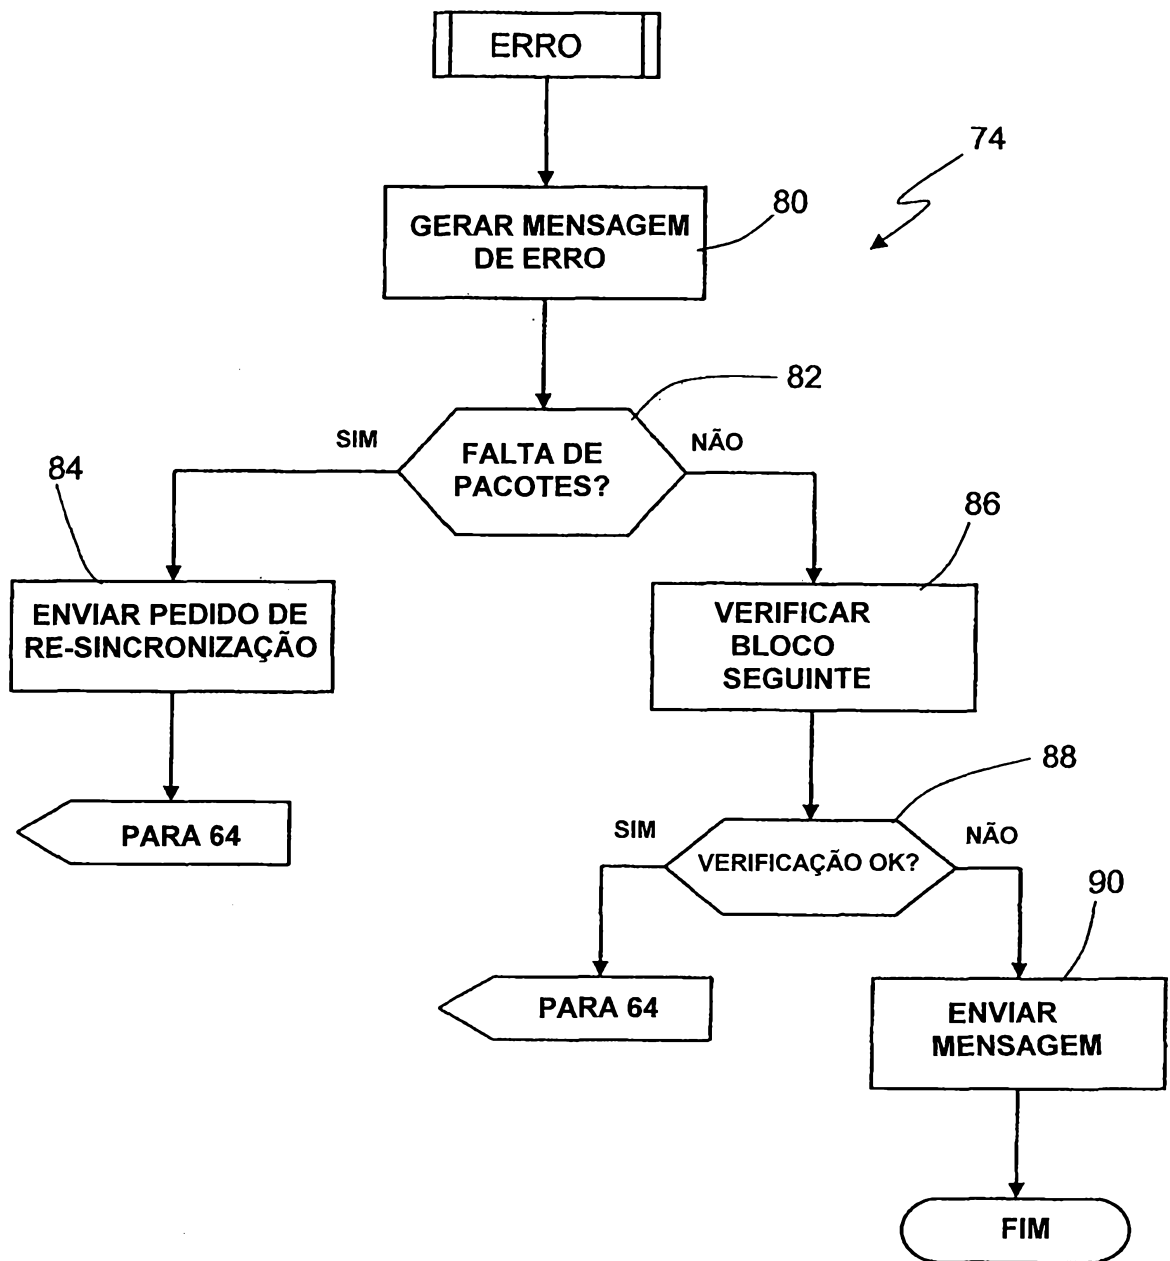 ERRO
74
80
GERAR MENSAGEM
DE ERRO
82
SIM
NÃO
FALTA DE
PACOTES?
84
86
ENVIAR PEDIDO DE
RE-SINCRONIZAÇÃO
VERIFICAR
BLOCO
SEGUINTE
88
PARA 64
SIM
NÃO
VERIFICAÇÃO OK?
90
PARA 64
ENVIAR
MENSAGEM
FIM